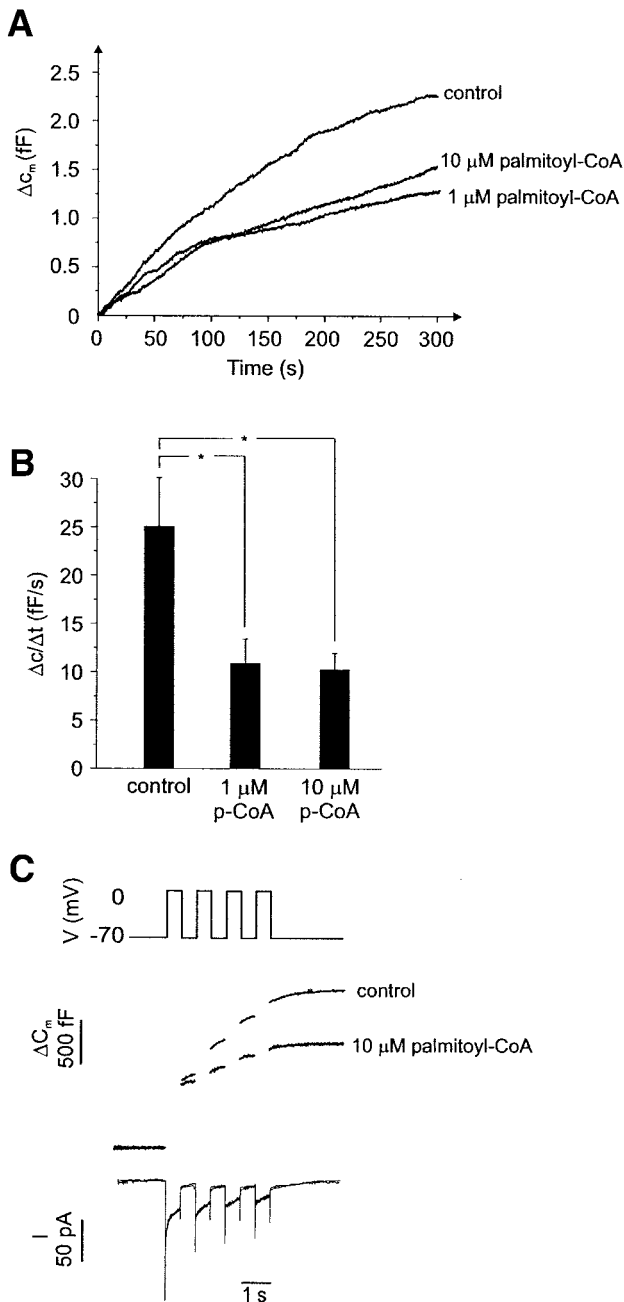 A
Δcₘ (fF)
2.5
2.0
1.5
1.0
0.5
0
control
10 μM palmitoyl-CoA
1 μM palmitoyl-CoA
0 50 100 150 200 250 300
Time (s)
B
Δc/Δt (fF/s)
30
25
20
15
10
5
0
*
*
control
1 μM
p-CoA
10 μM
p-CoA
C
V (mV)
0
-70
ΔCₘ
500 fF
control
10 μM palmitoyl-CoA
I
50 pA
1 s